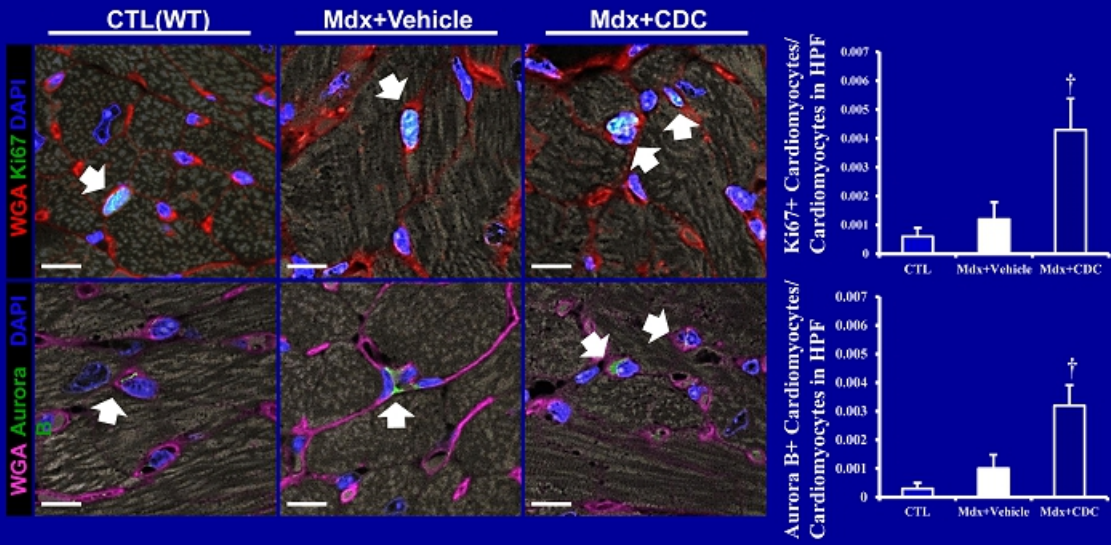 CTL(WT)
Mdx+Vehicle
Mdx+CDC
WGA Ki67 DAPI
WGA Aurora B DAPI
Ki67+ Cardiomyocytes/
Cardiomyocytes in HPF
0.007
0.006
0.005
0.004
0.003
0.002
0.001
0
†
CTL
Mdx+Vehicle
Mdx+CDC
Aurora B+ Cardiomyocytes/
Cardiomyocytes in HPF
0.007
0.006
0.005
0.004
0.003
0.002
0.001
0
†
CTL
Mdx+Vehicle
Mdx+CDC